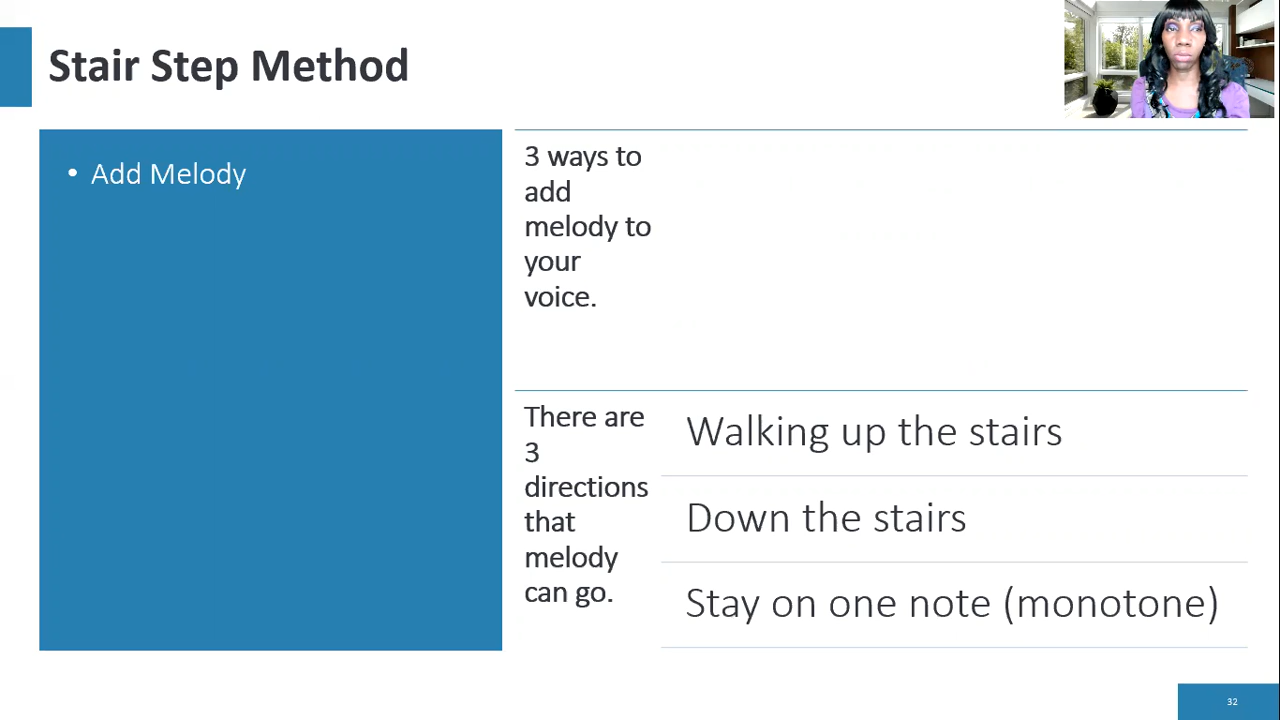 Stair Step Method
• Add Melody
3 ways to
add
melody to
your
voice.
There are
3
directions
that
melody
can go.
Walking up the stairs
Down the stairs
Stay on one note (monotone)
32